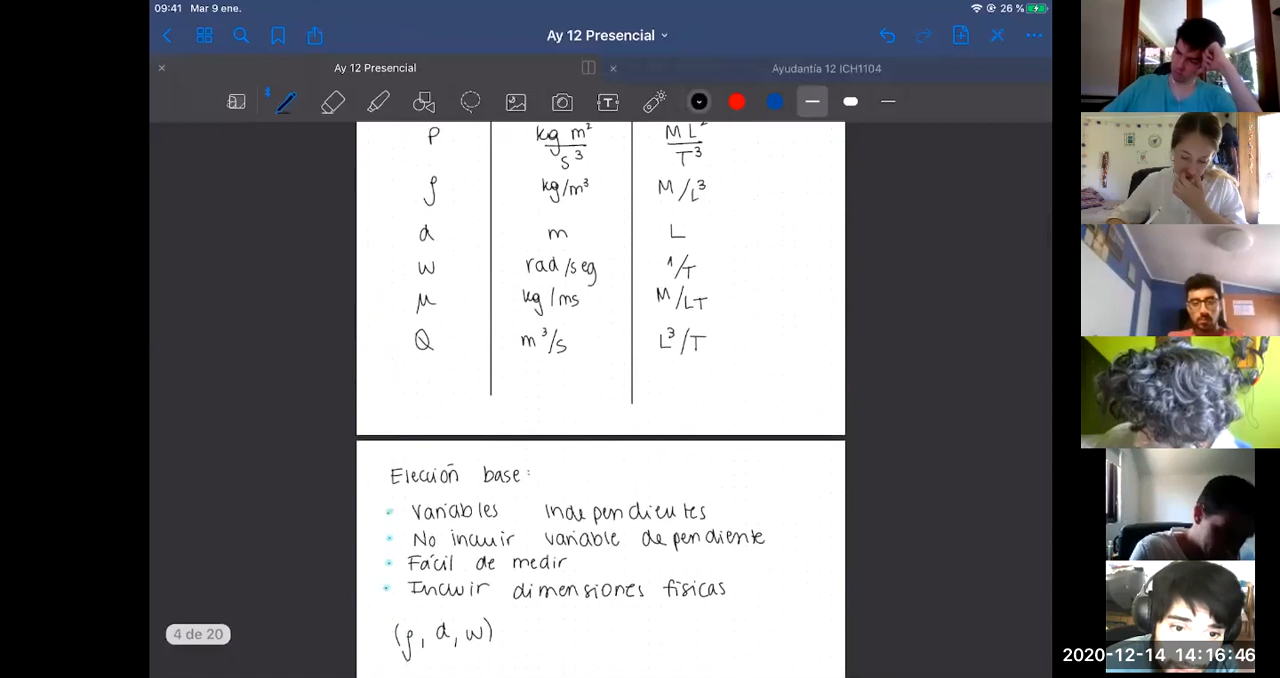 09:41 Mar 9 ene. 26 %
Ay 12 Presencial
Ay 12 Presencial Ayudantía 12 ICH1104
P kg m²/s³ ML²/T³
ρ kg/m³ M/L³
d m L
w rad/seg 1/T
μ kg/ms M/LT
Q m³/s L³/T
Elección base:
• Variables independientes
• No incluir variable dependiente
• Fácil de medir
• Incluir dimensiones físicas
(ρ, d, w)
4 de 20
2020-12-14 14:16:46